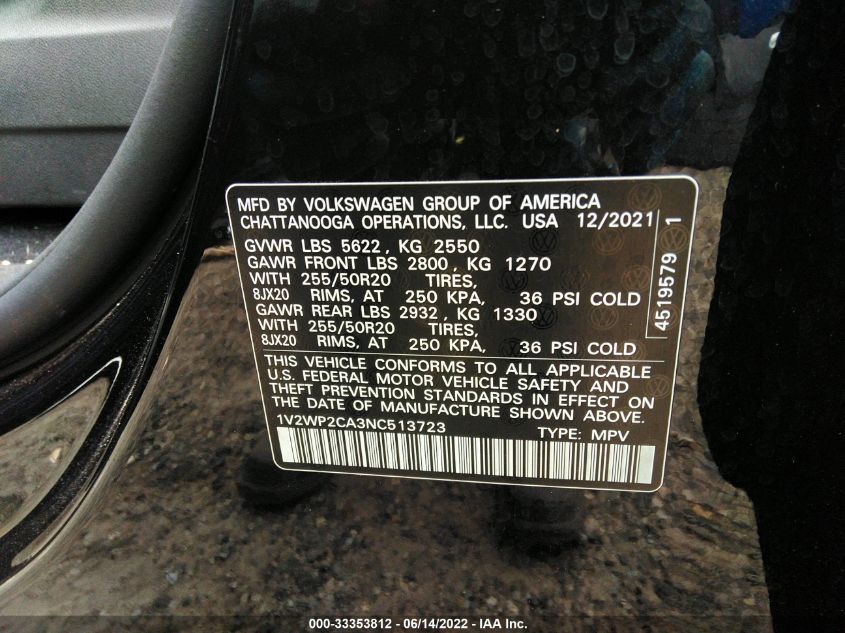 MFD BY VOLKSWAGEN GROUP OF AMERICA
CHATTANOOGA OPERATIONS, LLC. USA 12/2021
GVWR LBS 5622, KG 2550
GAWR FRONT LBS 2800, KG 1270
WITH 255/50R20 TIRES,
8JX20 RIMS, AT 250 KPA, 36 PSI COLD
GAWR REAR LBS 2932, KG 1330
WITH 255/50R20 TIRES,
8JX20 RIMS, AT 250 KPA, 36 PSI COLD
4519579 1
THIS VEHICLE CONFORMS TO ALL APPLICABLE
U.S. FEDERAL MOTOR VEHICLE SAFETY AND
THEFT PREVENTION STANDARDS IN EFFECT ON
THE DATE OF MANUFACTURE SHOWN ABOVE.
1V2WP2CA3NC513723 TYPE: MPV
000-33353812 - 06/14/2022 - IAA Inc.